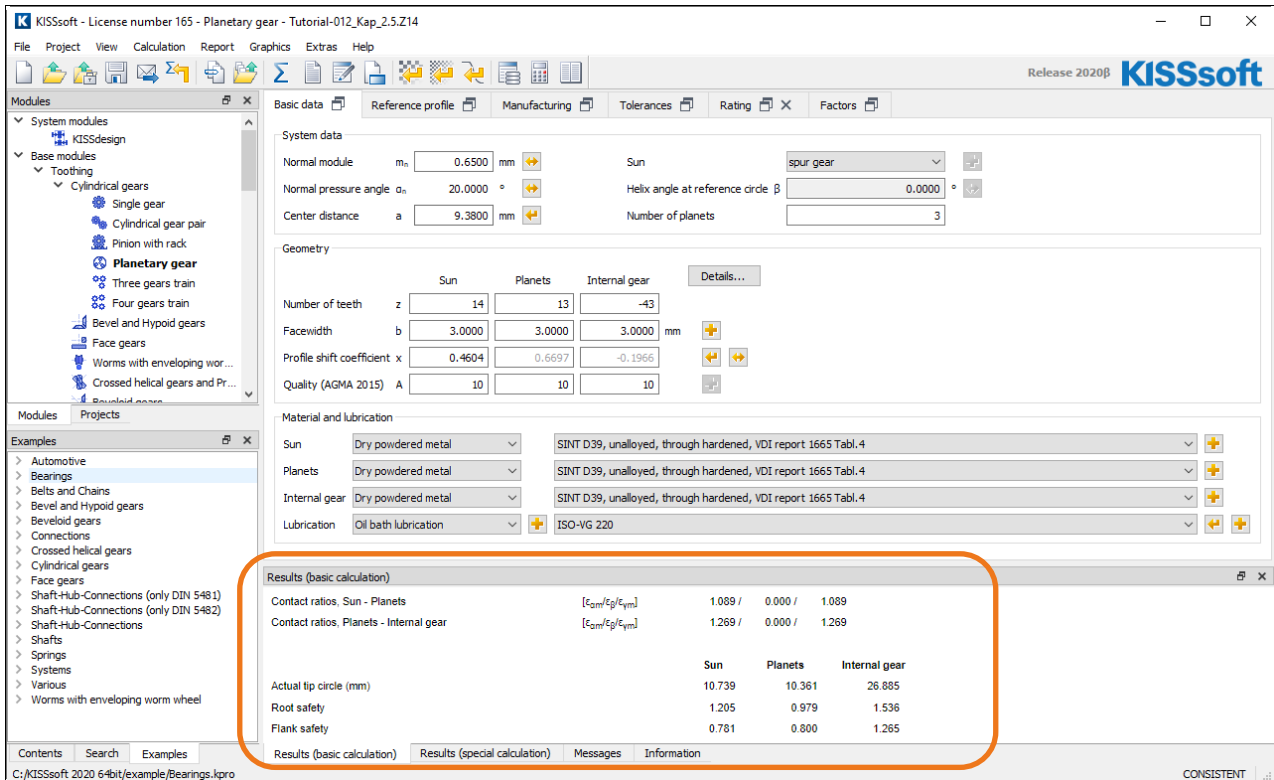 KISSsoft - License number 165 - Planetary gear - Tutorial-012_Kap_2.5.Z14
File Project View Calculation Report Graphics Extras Help
Release 2020β KISSsoft
Modules
System modules
KISSdesign
Base modules
Toothing
Cylindrical gears
Single gear
Cylindrical gear pair
Pinion with rack
Planetary gear
Three gears train
Four gears train
Bevel and Hypoid gears
Face gears
Worms with enveloping wor...
Crossed helical gears and Pr...
Beveloid gears
Modules Projects
Examples
Automotive
Bearings
Belts and Chains
Bevel and Hypoid gears
Beveloid gears
Connections
Crossed helical gears
Cylindrical gears
Face gears
Shaft-Hub-Connections (only DIN 5481)
Shaft-Hub-Connections (only DIN 5482)
Shaft-Hub-Connections
Shafts
Springs
Systems
Various
Worms with enveloping worm wheel
Contents Search Examples
Basic data Reference profile Manufacturing Tolerances Rating Factors
System data
Normal module mₙ 0.6500 mm Sun spur gear
Normal pressure angle αₙ 20.0000 ° Helix angle at reference circle β 0.0000 °
Center distance a 9.3800 mm Number of planets 3
Geometry
Sun Planets Internal gear Details...
Number of teeth z 14 13 -43
Facewidth b 3.0000 3.0000 3.0000 mm
Profile shift coefficient x 0.4604 0.6697 -0.1966
Quality (AGMA 2015) A 10 10 10
Material and lubrication
Sun Dry powdered metal SINT D39, unalloyed, through hardened, VDI report 1665 Tabl.4
Planets Dry powdered metal SINT D39, unalloyed, through hardened, VDI report 1665 Tabl.4
Internal gear Dry powdered metal SINT D39, unalloyed, through hardened, VDI report 1665 Tabl.4
Lubrication Oil bath lubrication ISO-VG 220
Results (basic calculation)
Contact ratios, Sun - Planets [εαm/εβ/εγm] 1.089 / 0.000 / 1.089
Contact ratios, Planets - Internal gear [εαm/εβ/εγm] 1.269 / 0.000 / 1.269
Sun Planets Internal gear
Actual tip circle (mm) 10.739 10.361 26.885
Root safety 1.205 0.979 1.536
Flank safety 0.781 0.800 1.265
Results (basic calculation) Results (special calculation) Messages Information
C:/KISSsoft 2020 64bit/example/Bearings.kpro CONSISTENT